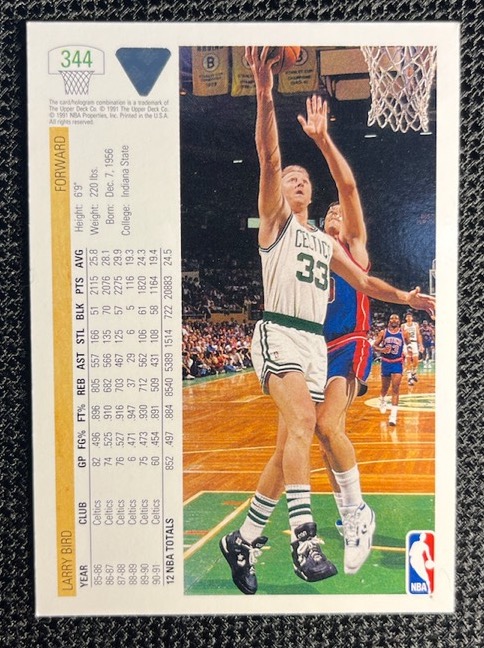 344
The card/hologram combination is a trademark of
The Upper Deck Co. © 1991 The Upper Deck Co.
© 1991 NBA Properties, Inc. Printed in the U.S.A.
All rights reserved.
LARRY BIRD FORWARD
Height: 6'9"
Weight: 220 lbs.
Born: Dec. 7, 1956
College: Indiana State
YEAR CLUB GP FG% FT% REB AST STL BLK PTS AVG
85-86 Celtics 82 .496 .896 805 557 166 51 2115 25.8
86-87 Celtics 74 .525 .910 682 566 135 70 2076 28.1
87-88 Celtics 76 .527 .916 703 467 125 57 2275 29.9
88-89 Celtics 6 .471 .947 37 29 6 5 116 19.3
89-90 Celtics 75 .473 .930 712 562 106 61 1820 24.3
90-91 Celtics 60 .454 .891 509 431 108 58 1164 19.4
12 NBA TOTALS 852 .497 .884 8540 5389 1514 722 20883 24.5
B
CELTICS
33
NBA